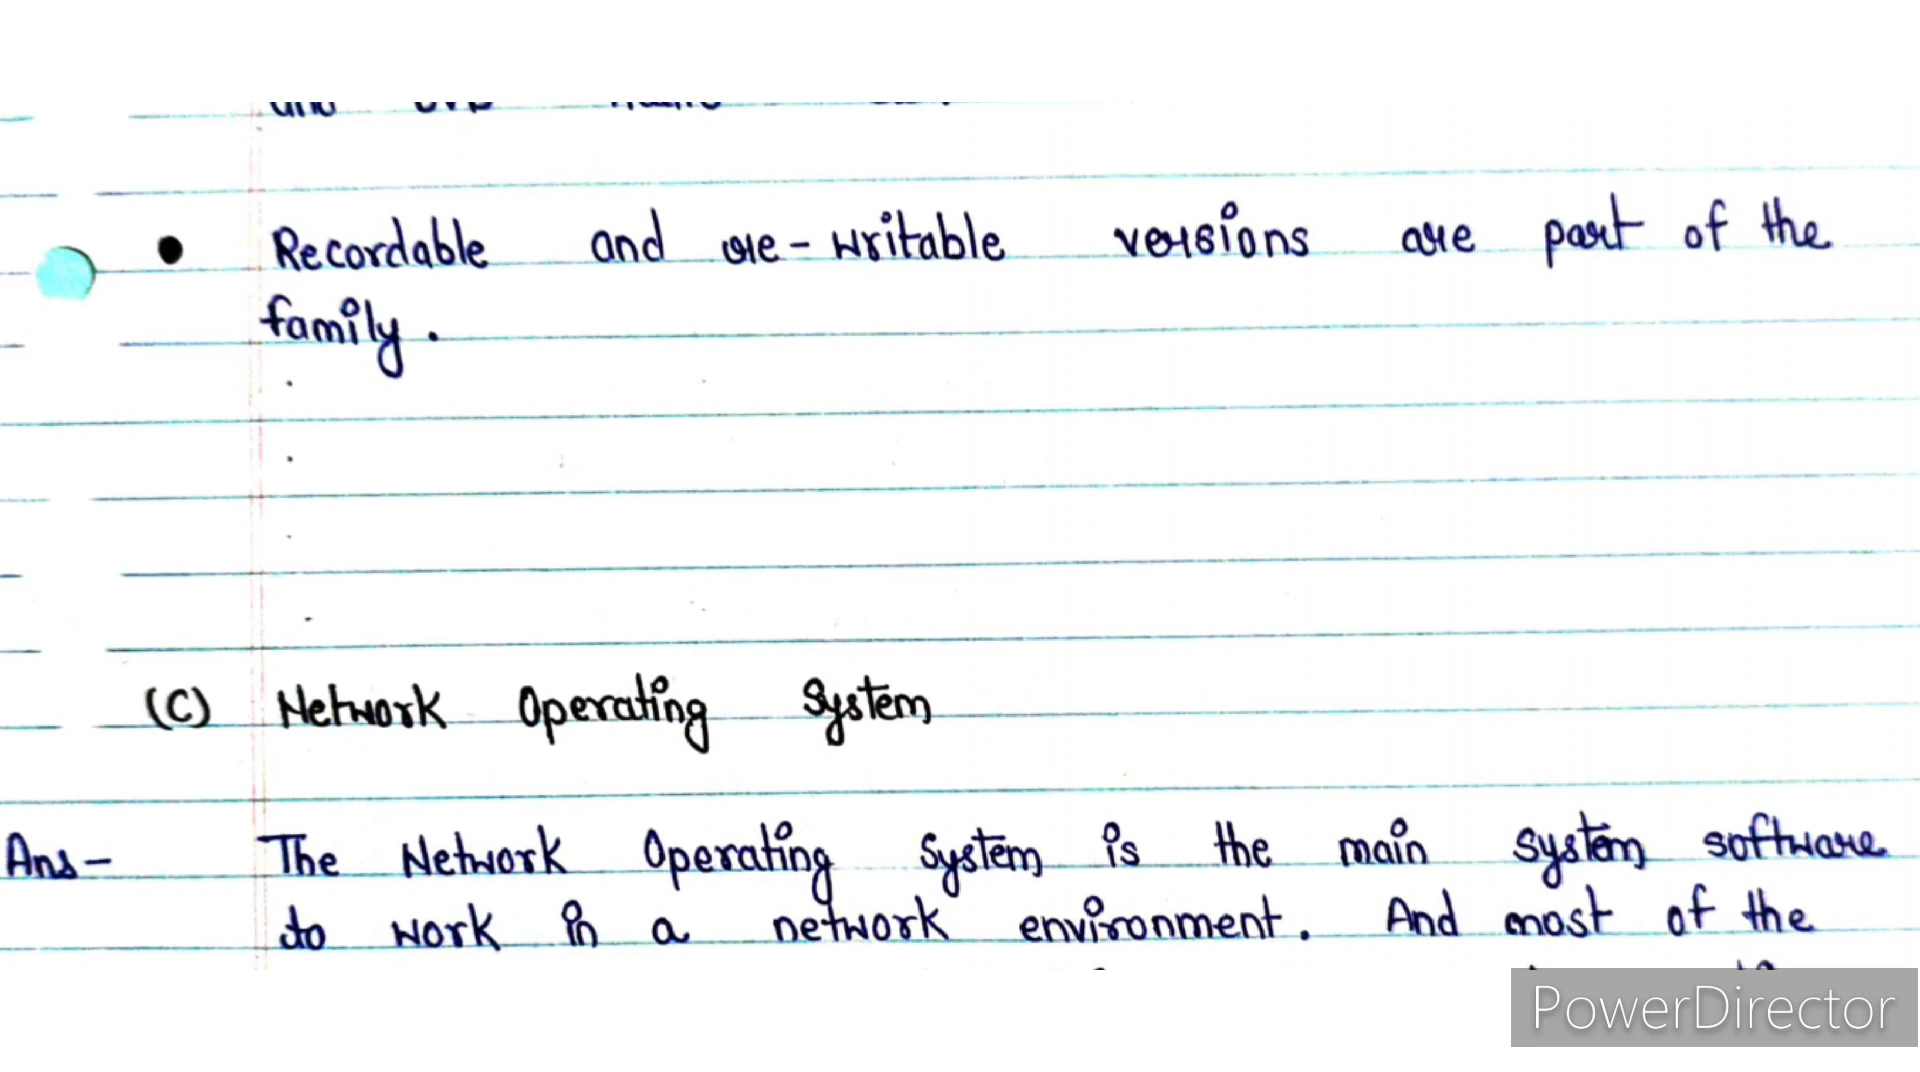 • Recordable and re-writable versions are part of the
family.
(C) Network Operating System
Ans- The Network Operating System is the main system software
to work in a network environment. And most of the
PowerDirector